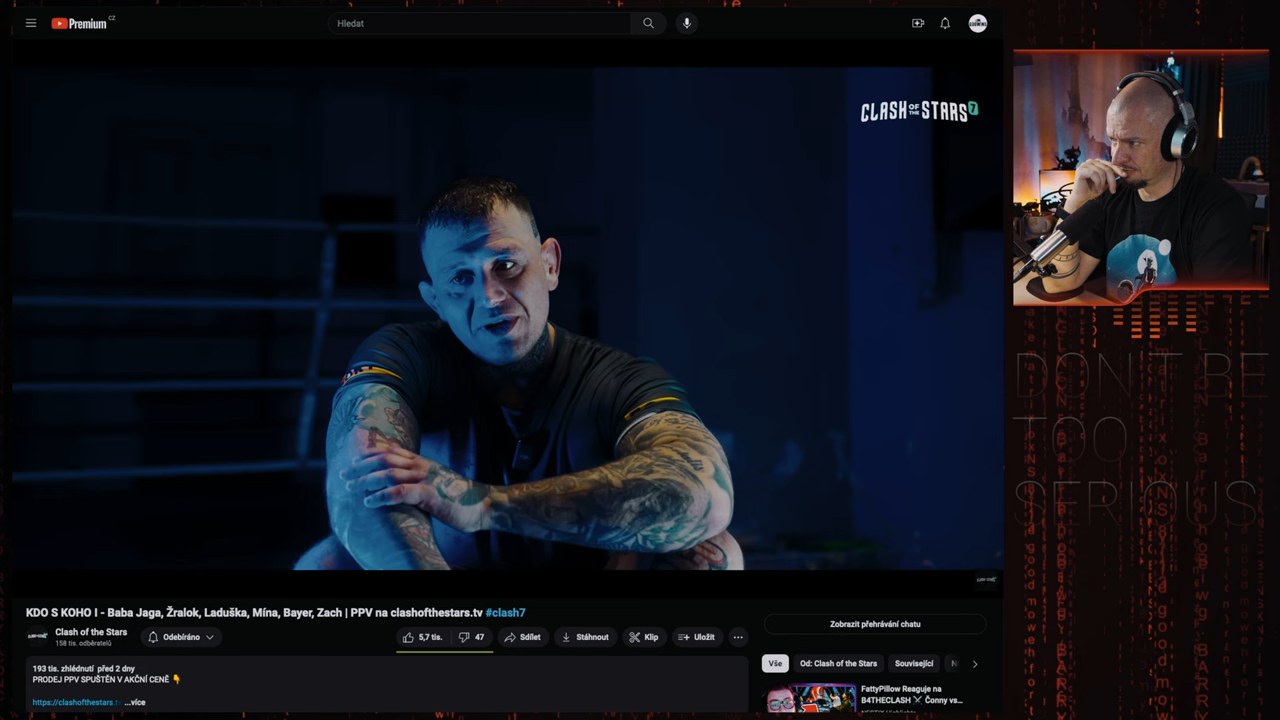 Premium CZ
Hledat
CLASH OF THE STARS 7
KDO S KOHO I - Baba Jaga, Žralok, Laduška, Mína, Bayer, Zach | PPV na clashofthestars.tv #clash7
Clash of the Stars
158 tis. odběratelů
Odebíráno
5,7 tis.
47
Sdílet
Stáhnout
Klip
Uložit
193 tis. zhlédnutí před 2 dny
PRODEJ PPV SPUŠTĚN V AKČNÍ CENĚ 👇
https://clashofthestars.t
...více
Zobrazit přehrávání chatu
Vše
Od: Clash of the Stars
Související
N
FattyPillow Reaguje na
B4THECLASH ⚔️ Čonny vs...
DON'T BE
TOO
SERIOUS